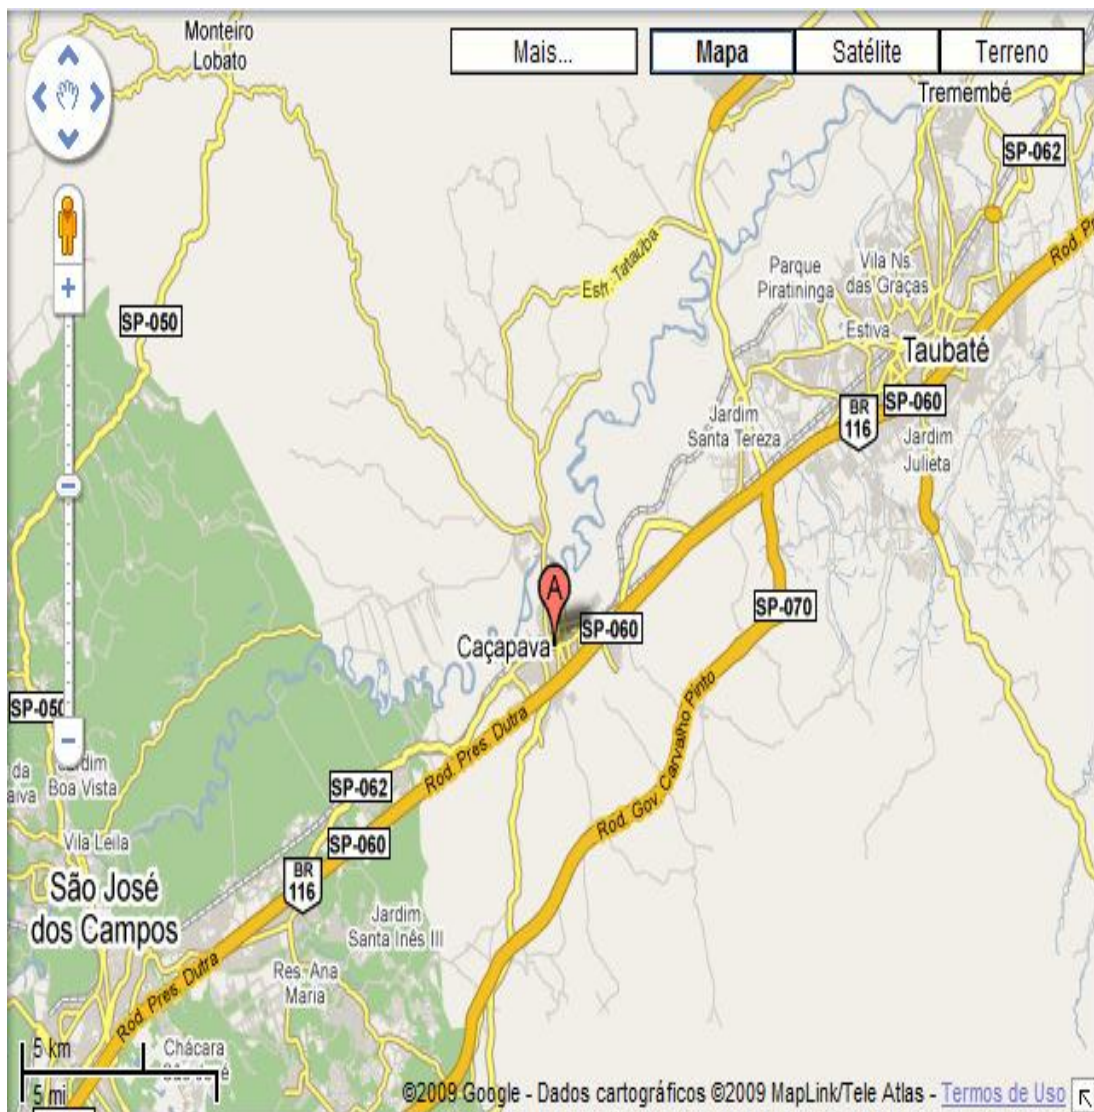 Monteiro
Lobato
Mais...
Mapa
Satélite
Terreno
Tremembé
SP-062
Estr. Tataúba
Parque
Piratininga
Vila Ns.
das Graças
SP-050
Estiva
Taubaté
BR
116
SP-060
Jardim
Santa Tereza
Jardim
Julieta
A
Caçapava
SP-060
SP-070
SP-050
Boa Vista
Rod. Pres. Dutra
Rod. Gov. Carvalho Pinto
SP-062
Vila Leila
SP-060
BR
116
São José
dos Campos
Jardim
Santa Inês III
Res. Ana
Maria
Rod. Pres. Dutra
5 km
Chácara
5 mi
©2009 Google - Dados cartográficos ©2009 MapLink/Tele Atlas - Termos de Uso